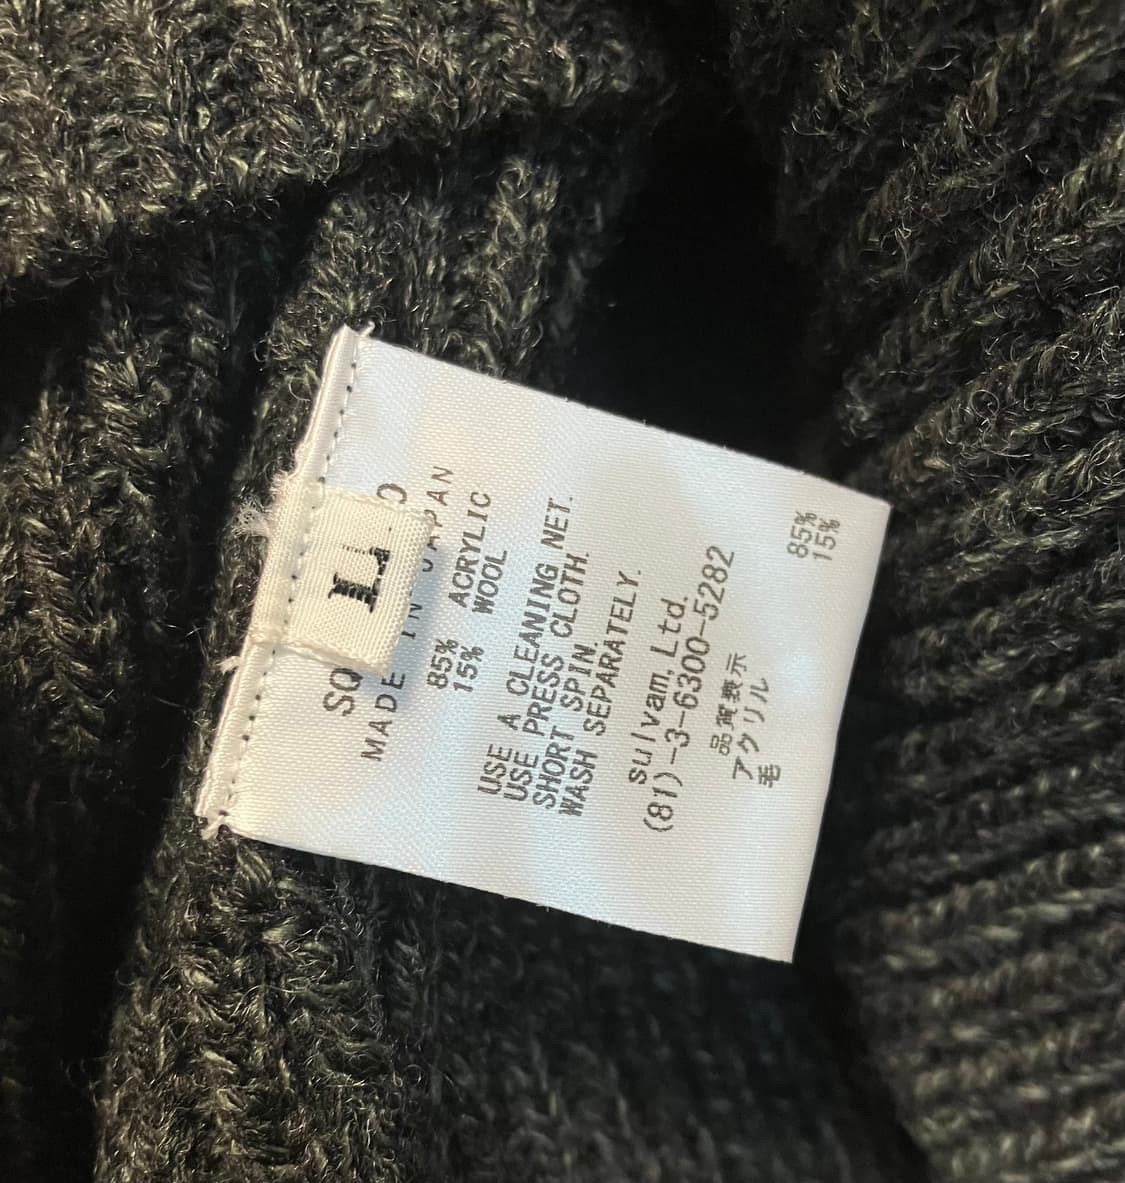 L
MADE IN JAPAN
85% ACRYLIC
15% WOOL
USE A CLEANING NET.
USE PRESS CLOTH.
SHORT SPIN.
WASH SEPARATELY.
sulvam, Ltd.
(81)-3-6300-5282
品質表示
アクリル 85%
毛 15%